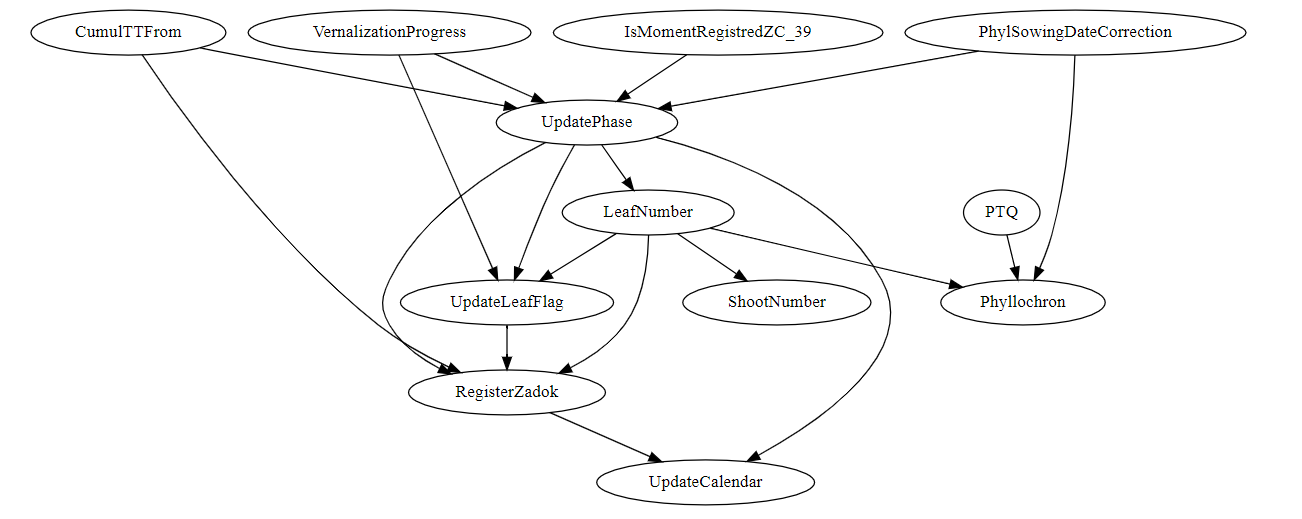 CumulTTFrom
VernalizationProgress
IsMomentRegistredZC_39
PhylSowingDateCorrection
UpdatePhase
LeafNumber
PTQ
UpdateLeafFlag
ShootNumber
Phyllochron
RegisterZadok
UpdateCalendar